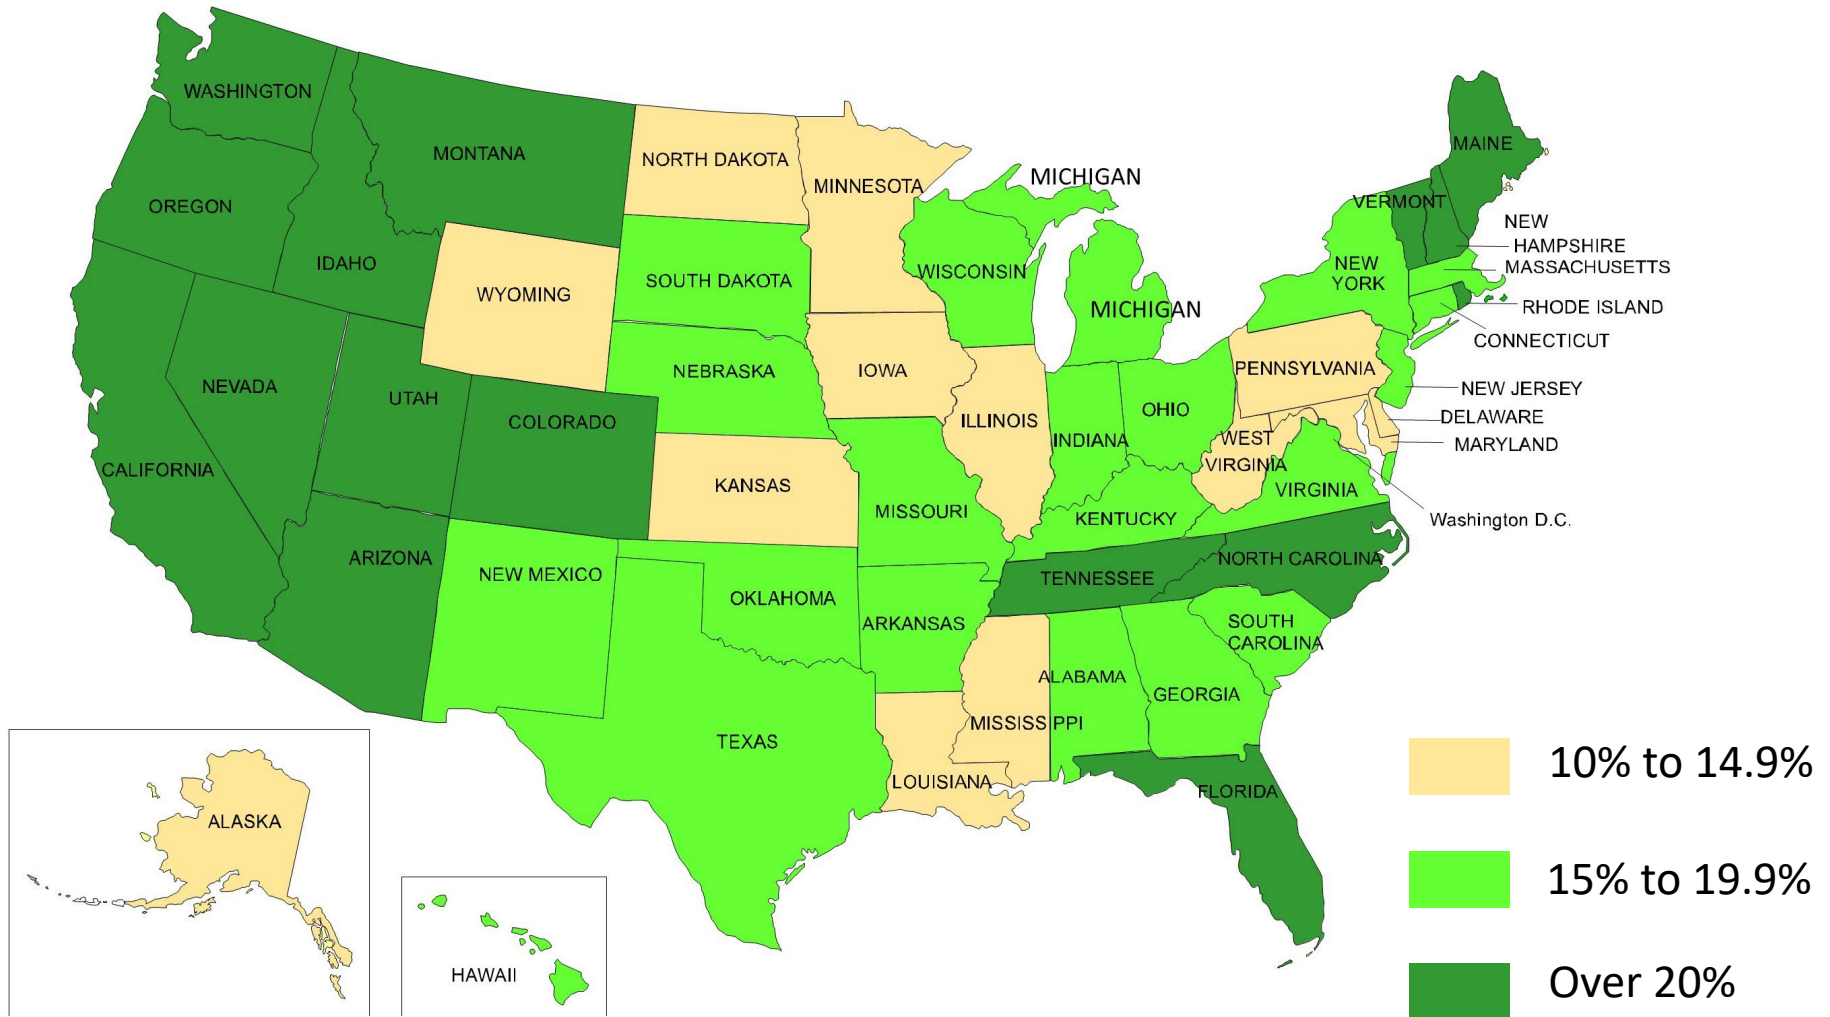 WASHINGTON
MONTANA
NORTH DAKOTA
MINNESOTA
MICHIGAN
MAINE
OREGON
VERMONT
NEW
HAMPSHIRE
IDAHO
WYOMING
SOUTH DAKOTA
WISCONSIN
MICHIGAN
NEW
YORK
MASSACHUSETTS
RHODE ISLAND
CONNECTICUT
NEVADA
UTAH
COLORADO
NEBRASKA
IOWA
ILLINOIS
INDIANA
OHIO
PENNSYLVANIA
NEW JERSEY
DELAWARE
MARYLAND
CALIFORNIA
KANSAS
MISSOURI
KENTUCKY
WEST
VIRGINIA
VIRGINIA
Washington D.C.
ARIZONA
NEW MEXICO
OKLAHOMA
ARKANSAS
TENNESSEE
NORTH CAROLINA
SOUTH
CAROLINA
TEXAS
LOUISIANA
MISSISSIPPI
ALABAMA
GEORGIA
FLORIDA
ALASKA
HAWAII
10% to 14.9%
15% to 19.9%
Over 20%